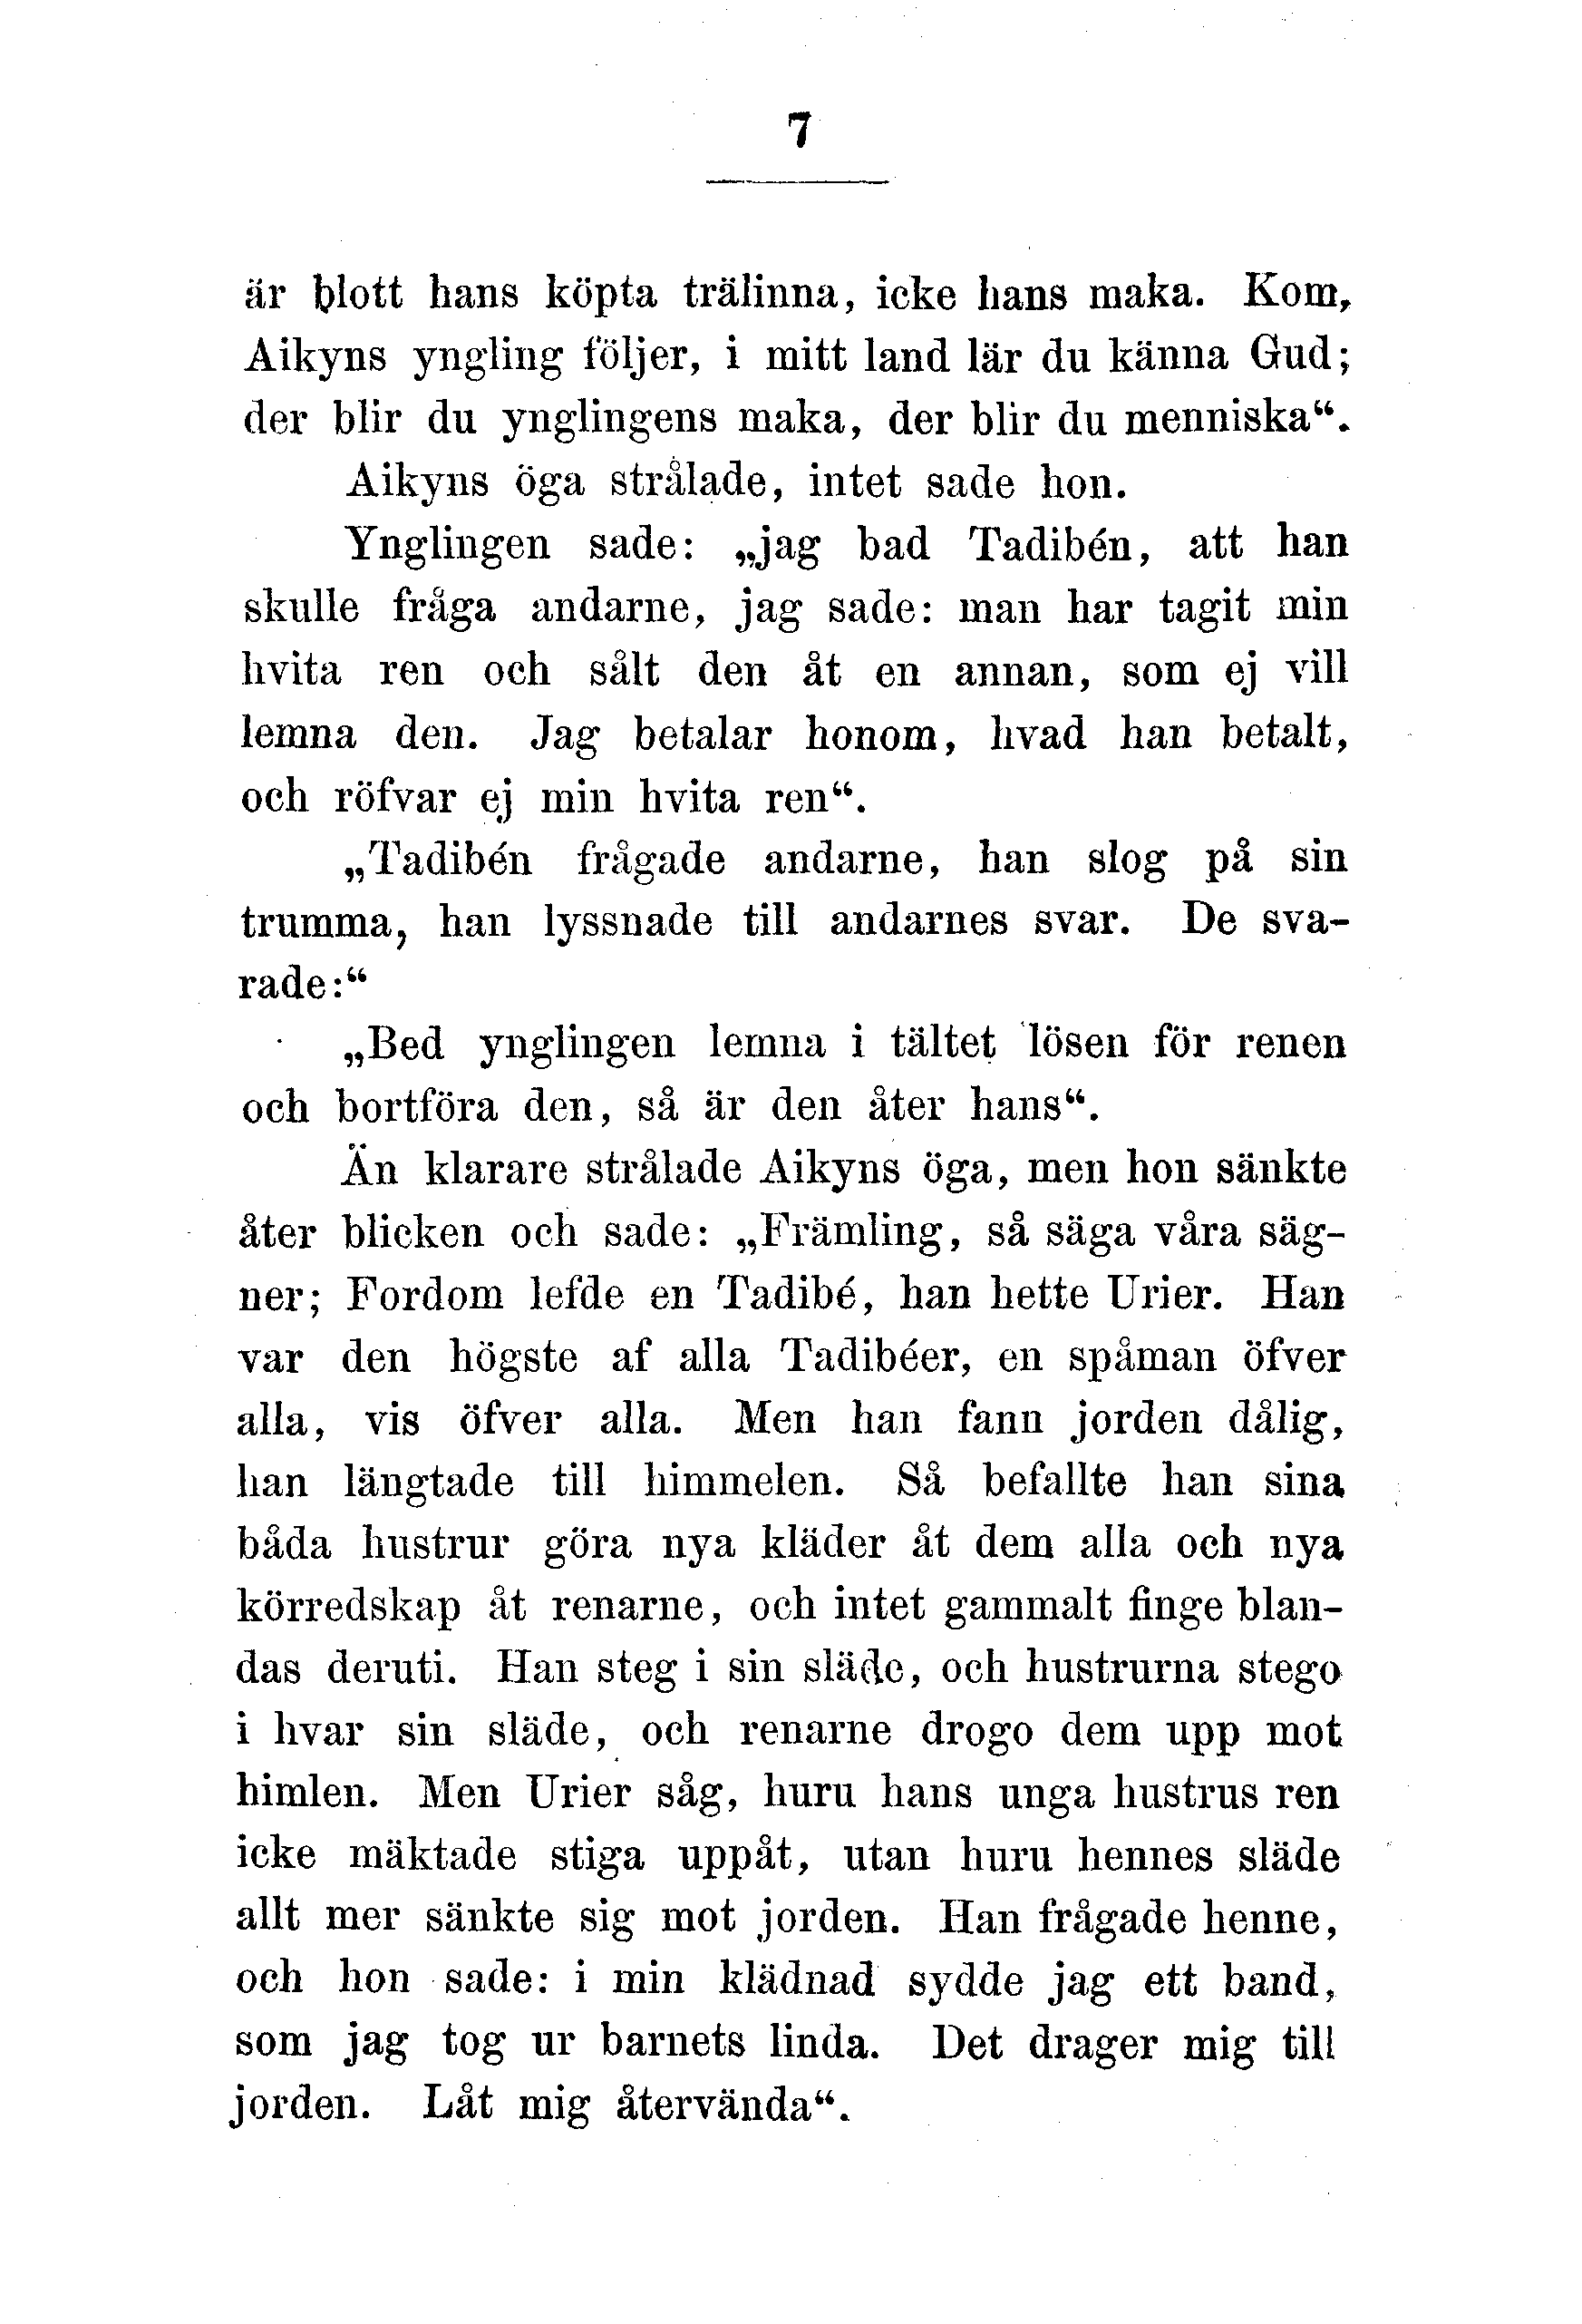 7
är blott hans köpta trälinna, icke hans maka. Kom,
Aikyns yngling följer, i mitt land lär du känna Gud;
der blir du ynglingens maka, der blir du menniska“.
Aikyns öga strålade, intet sade hon.
Ynglingen sade: „jag bad Tadibén, att han
skulle fråga andarne, jag sade: man har tagit min
hvita ren och sålt den åt en annan, som ej vill
lemna den. Jag betalar honom, hvad han betalt,
och röfvar ej min hvita ren“.
„Tadibén frågade andarne, han slog på sin
trumma, han lyssnade till andarnes svar. De sva-
rade:“
„Bed ynglingen lemna i tältet lösen för renen
och bortföra den, så är den åter hans“.
Än klarare strålade Aikyns öga, men hon sänkte
åter blicken och sade: „Främling, så säga våra säg-
ner; Fordom lefde en Tadibé, han hette Urier. Han
var den högste af alla Tadibéer, en spåman öfver
alla, vis öfver alla. Men han fann jorden dålig,
han längtade till himmelen. Så befallte han sina
båda hustrur göra nya kläder åt dem alla och nya
körredskap åt renarne, och intet gammalt finge blan-
das deruti. Han steg i sin släde, och hustrurna stego
i hvar sin släde, och renarne drogo dem upp mot
himlen. Men Urier såg, huru hans unga hustrus ren
icke mäktade stiga uppåt, utan huru hennes släde
allt mer sänkte sig mot jorden. Han frågade henne,
och hon sade: i min klädnad sydde jag ett band,
som jag tog ur barnets linda. Det drager mig till
jorden. Låt mig återvända“.